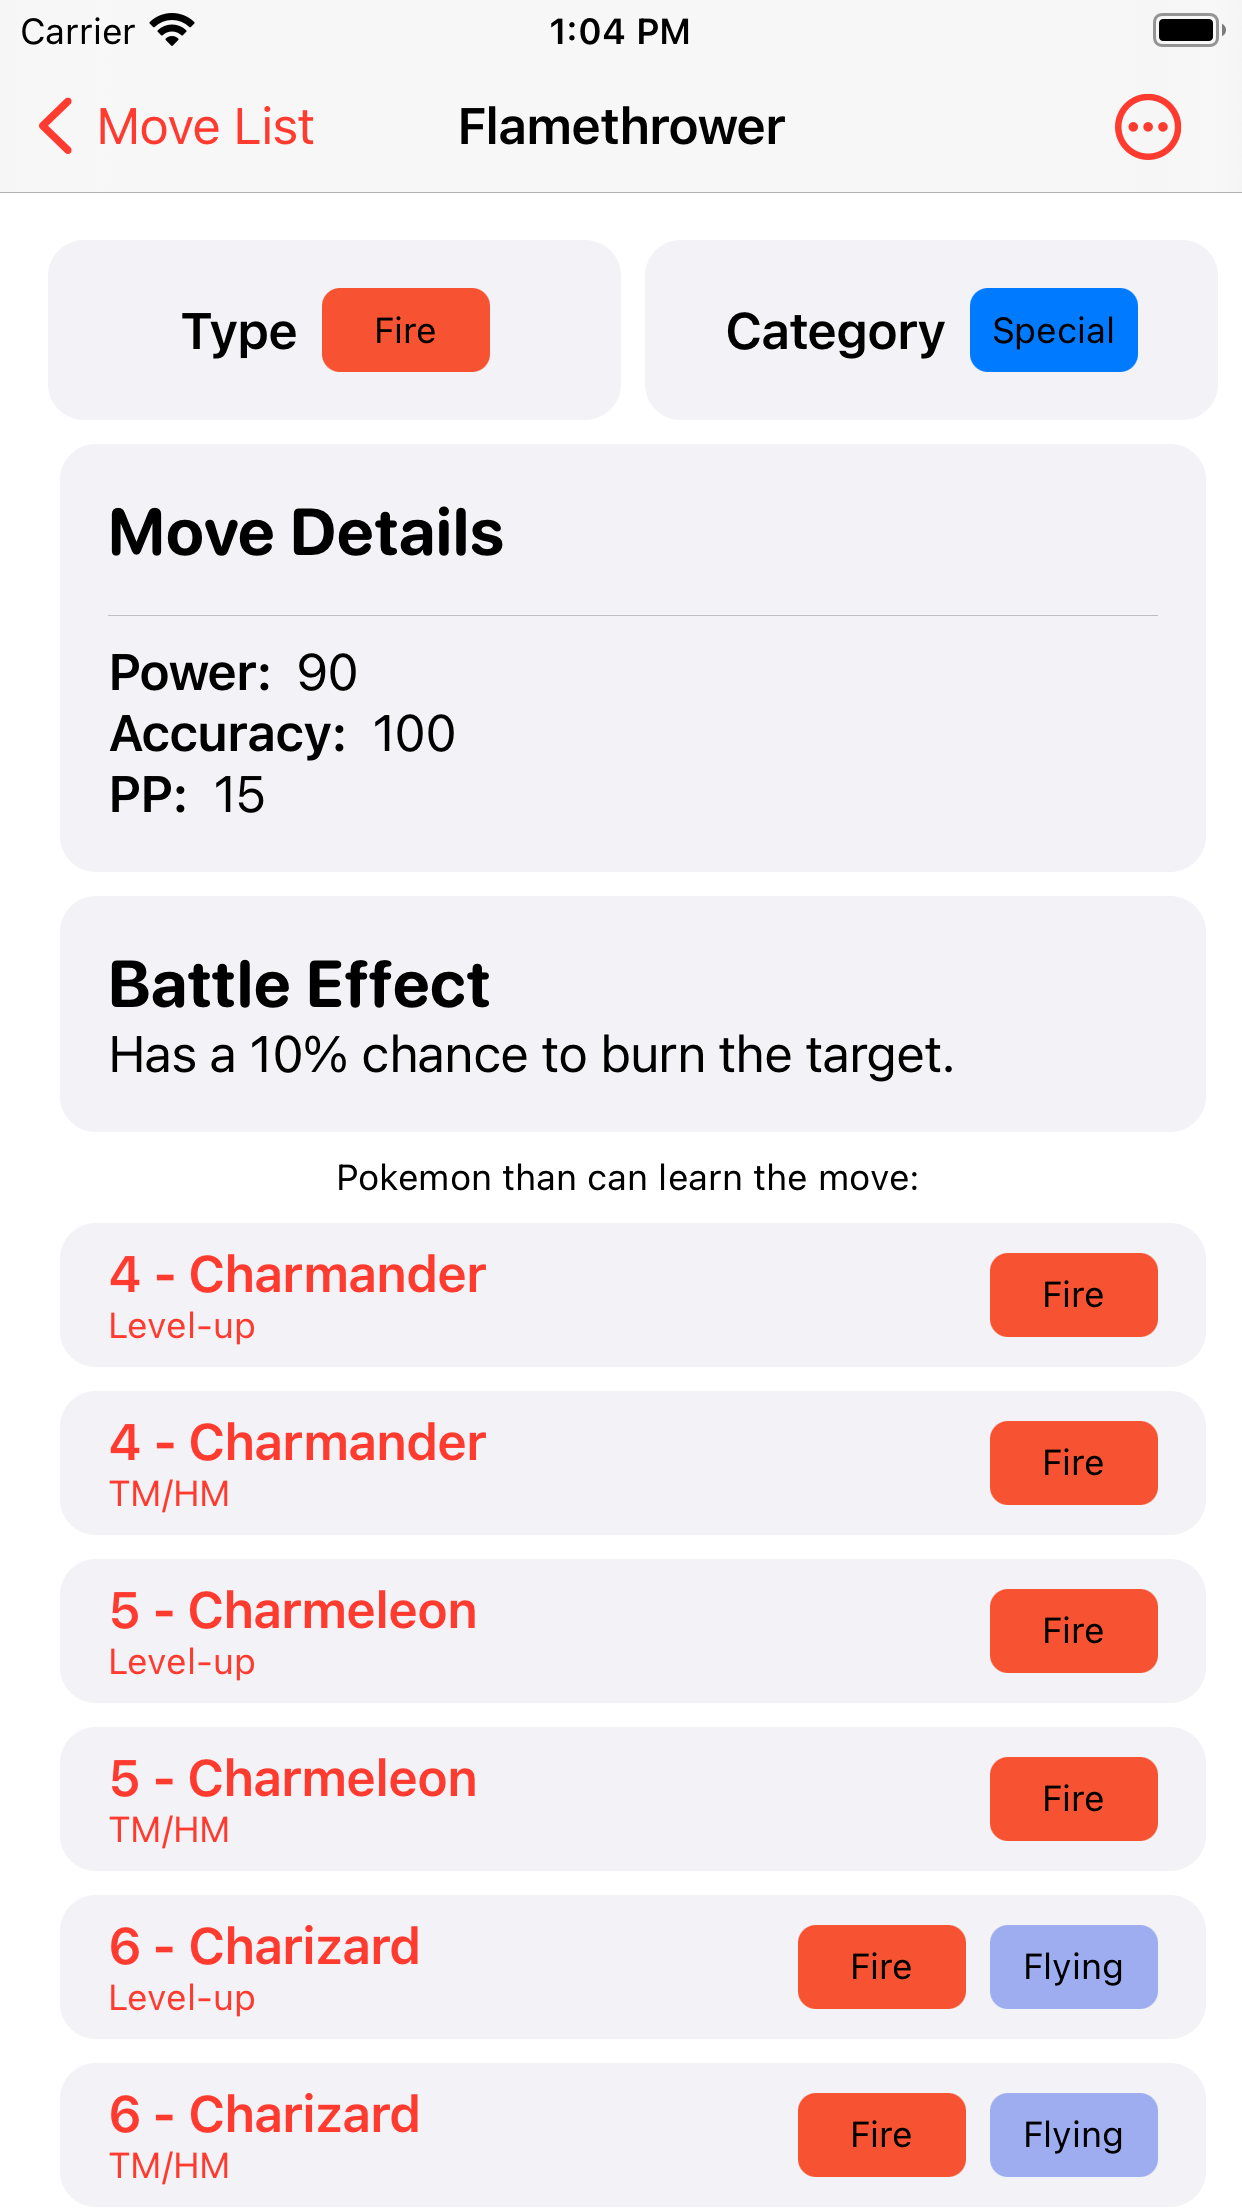 Carrier 1:04 PM
Move List Flamethrower
Type Fire Category Special
Move Details
Power: 90
Accuracy: 100
PP: 15
Battle Effect
Has a 10% chance to burn the target.
Pokemon than can learn the move:
4 - Charmander
Level-up
Fire
4 - Charmander
TM/HM
Fire
5 - Charmeleon
Level-up
Fire
5 - Charmeleon
TM/HM
Fire
6 - Charizard
Level-up
Fire Flying
6 - Charizard
TM/HM
Fire Flying